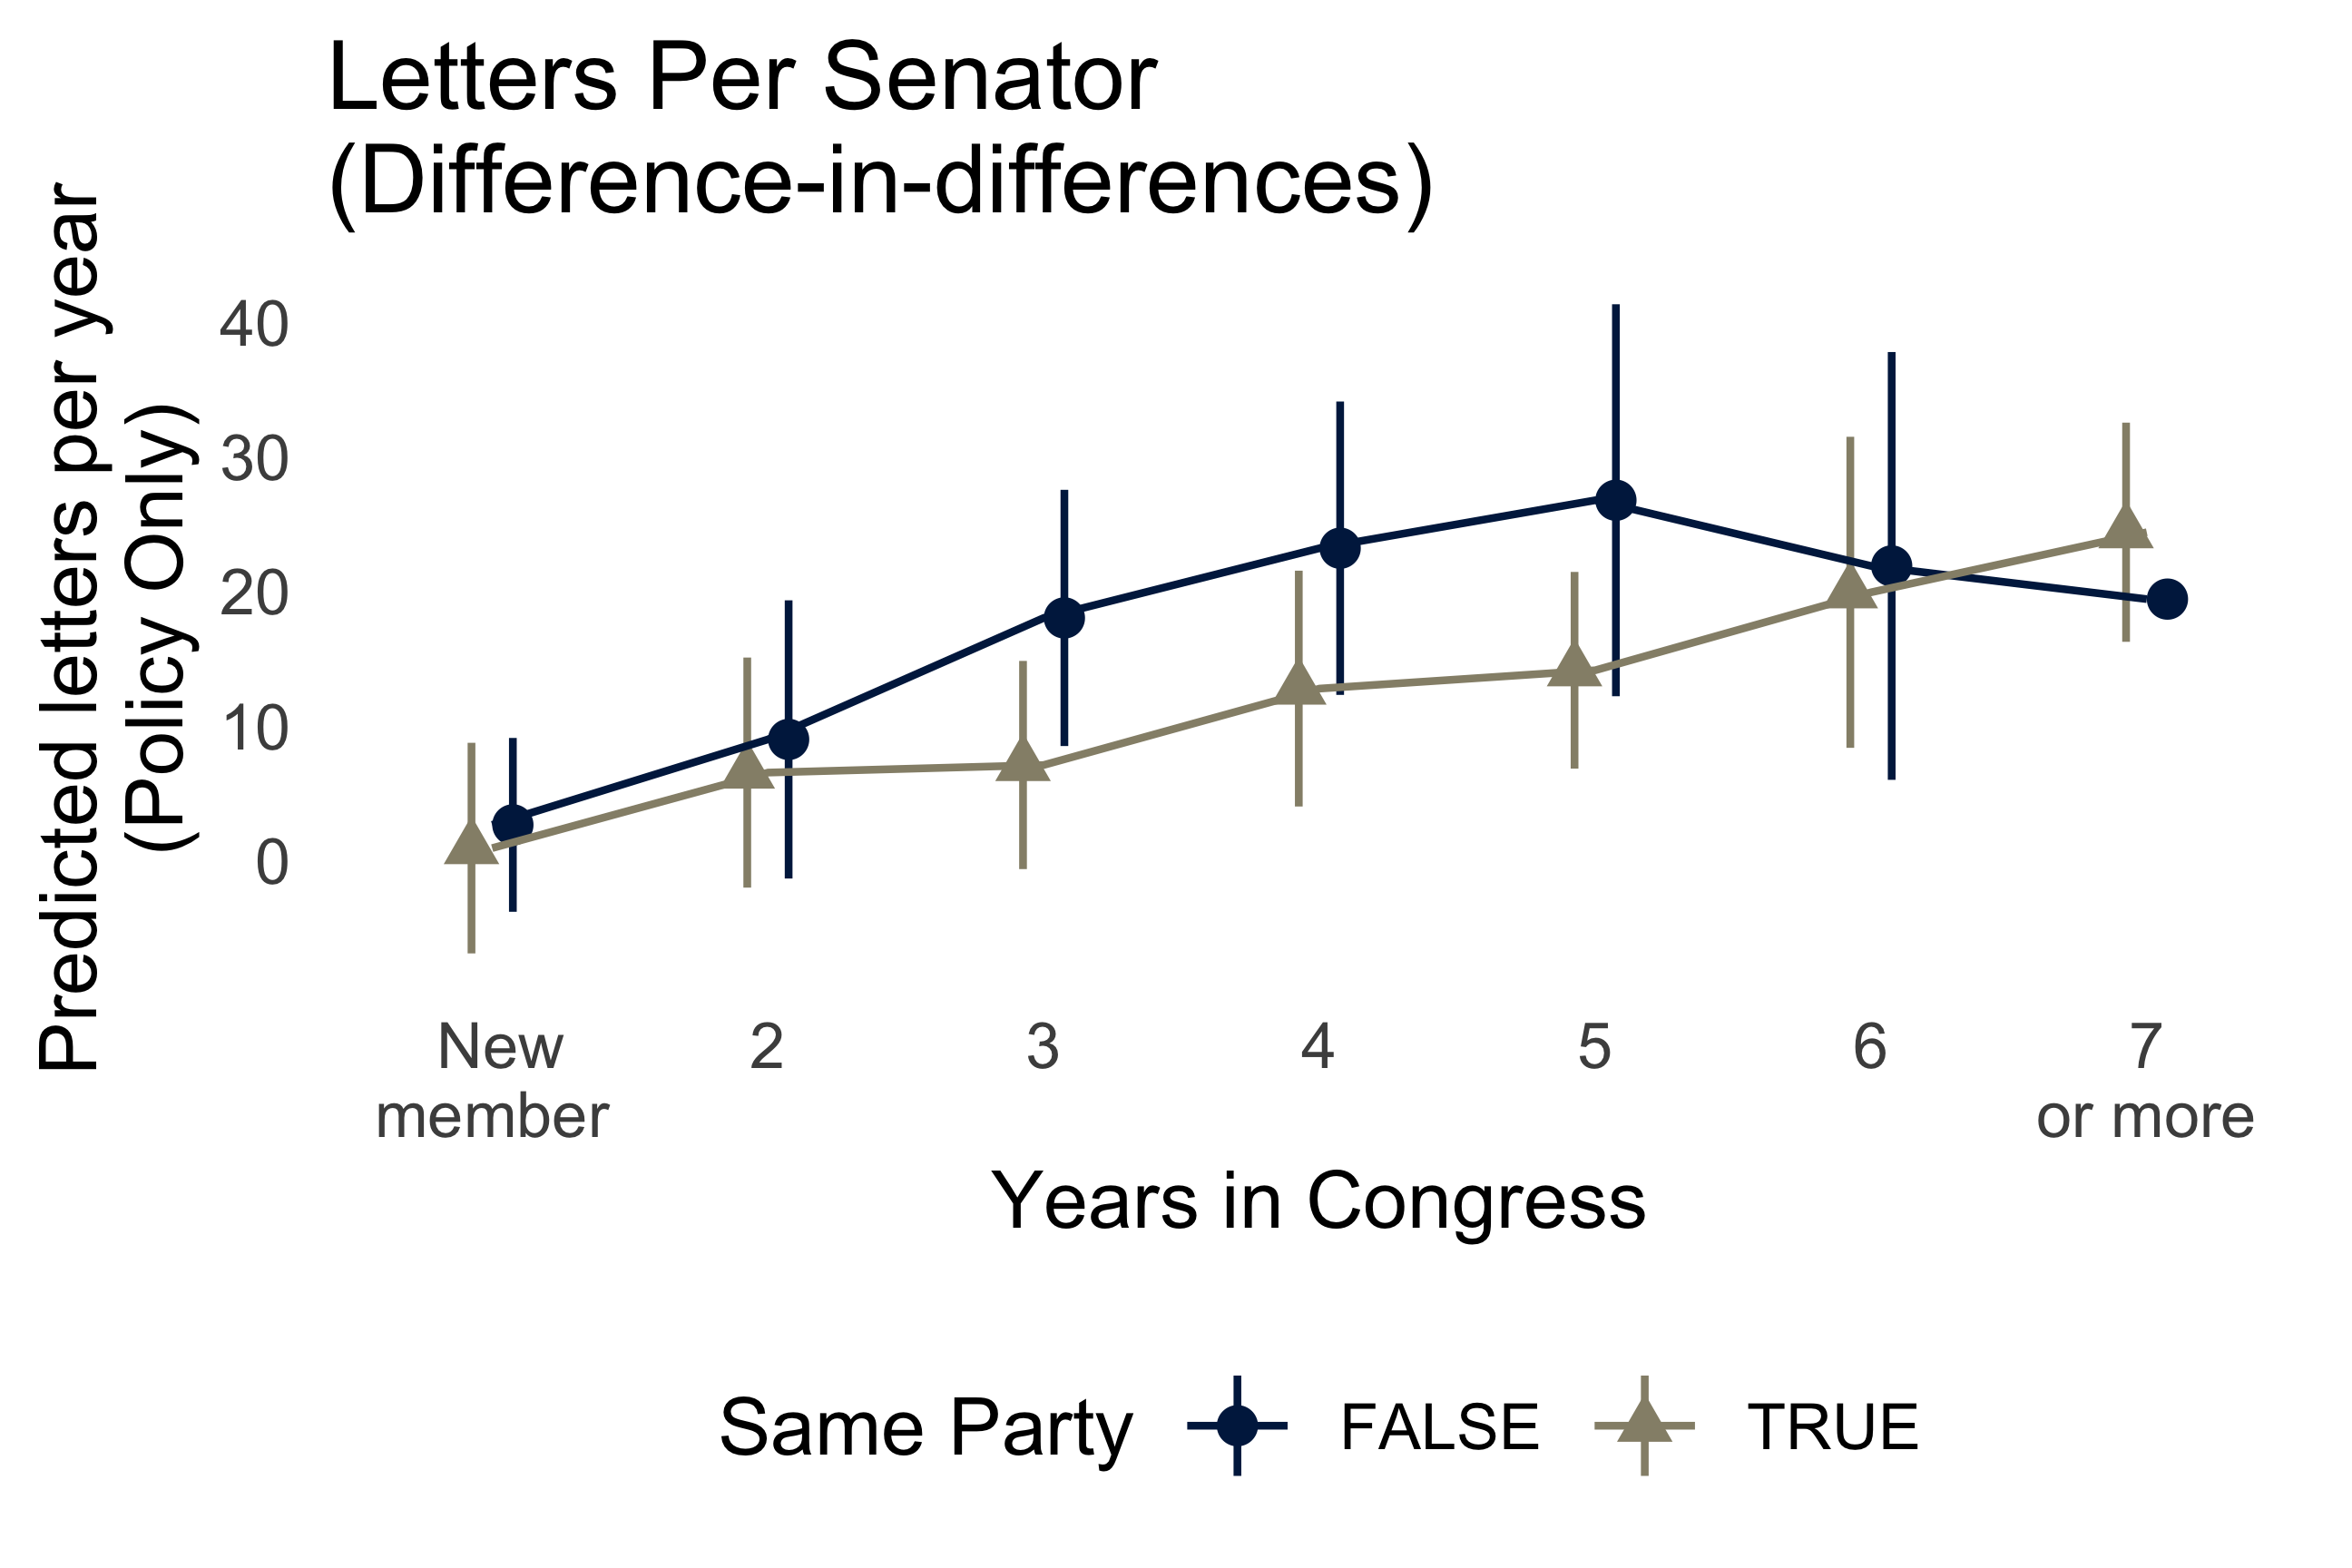 Letters Per Senator
(Difference-in-differences)
Predicted letters per year
(Policy Only)
40
30
20
10
0
New
member
2
3
4
5
6
7
or more
Years in Congress
Same Party
FALSE
TRUE